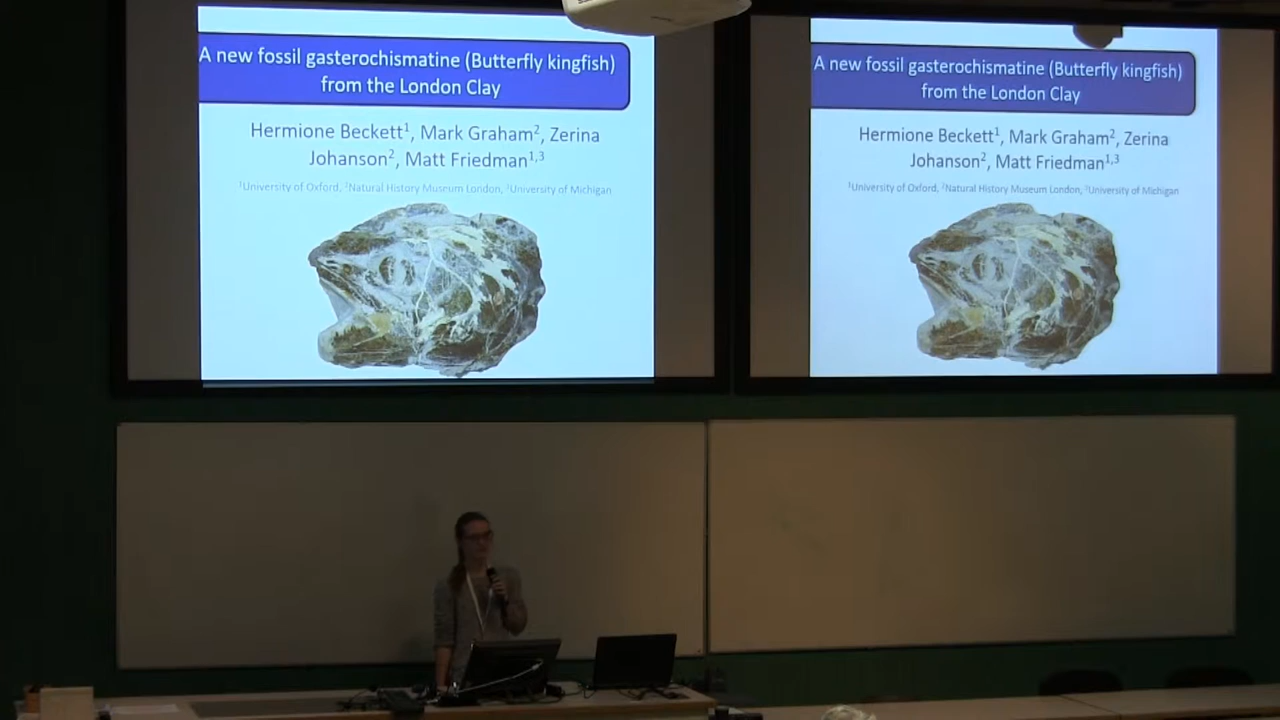 A new fossil gasterochismatine (Butterfly kingfish)
from the London Clay
Hermione Beckett¹, Mark Graham², Zerina
Johanson², Matt Friedman¹,³
¹University of Oxford, ²Natural History Museum London, ³University of Michigan
A new fossil gasterochismatine (Butterfly kingfish)
from the London Clay
Hermione Beckett¹, Mark Graham², Zerina
Johanson², Matt Friedman¹,³
¹University of Oxford, ²Natural History Museum London, ³University of Michigan